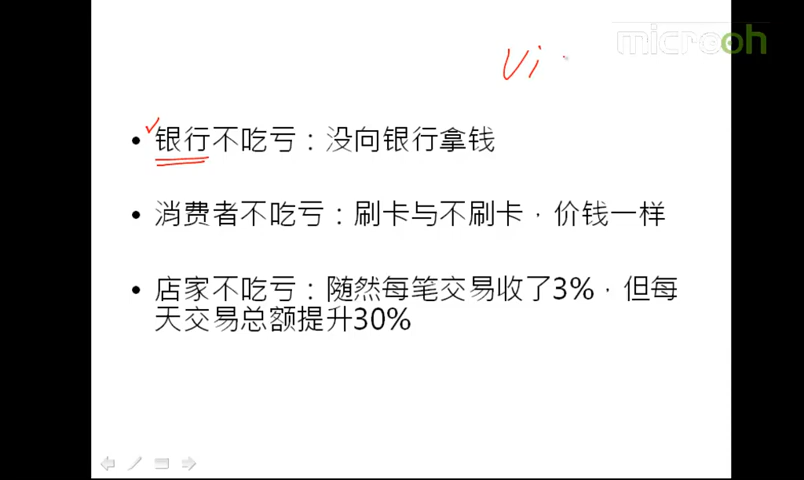 microoh
Vi
• 银行不吃亏：没向银行拿钱
• 消费者不吃亏：刷卡与不刷卡，价钱一样
• 店家不吃亏：随然每笔交易收了3%，但每
天交易总额提升30%